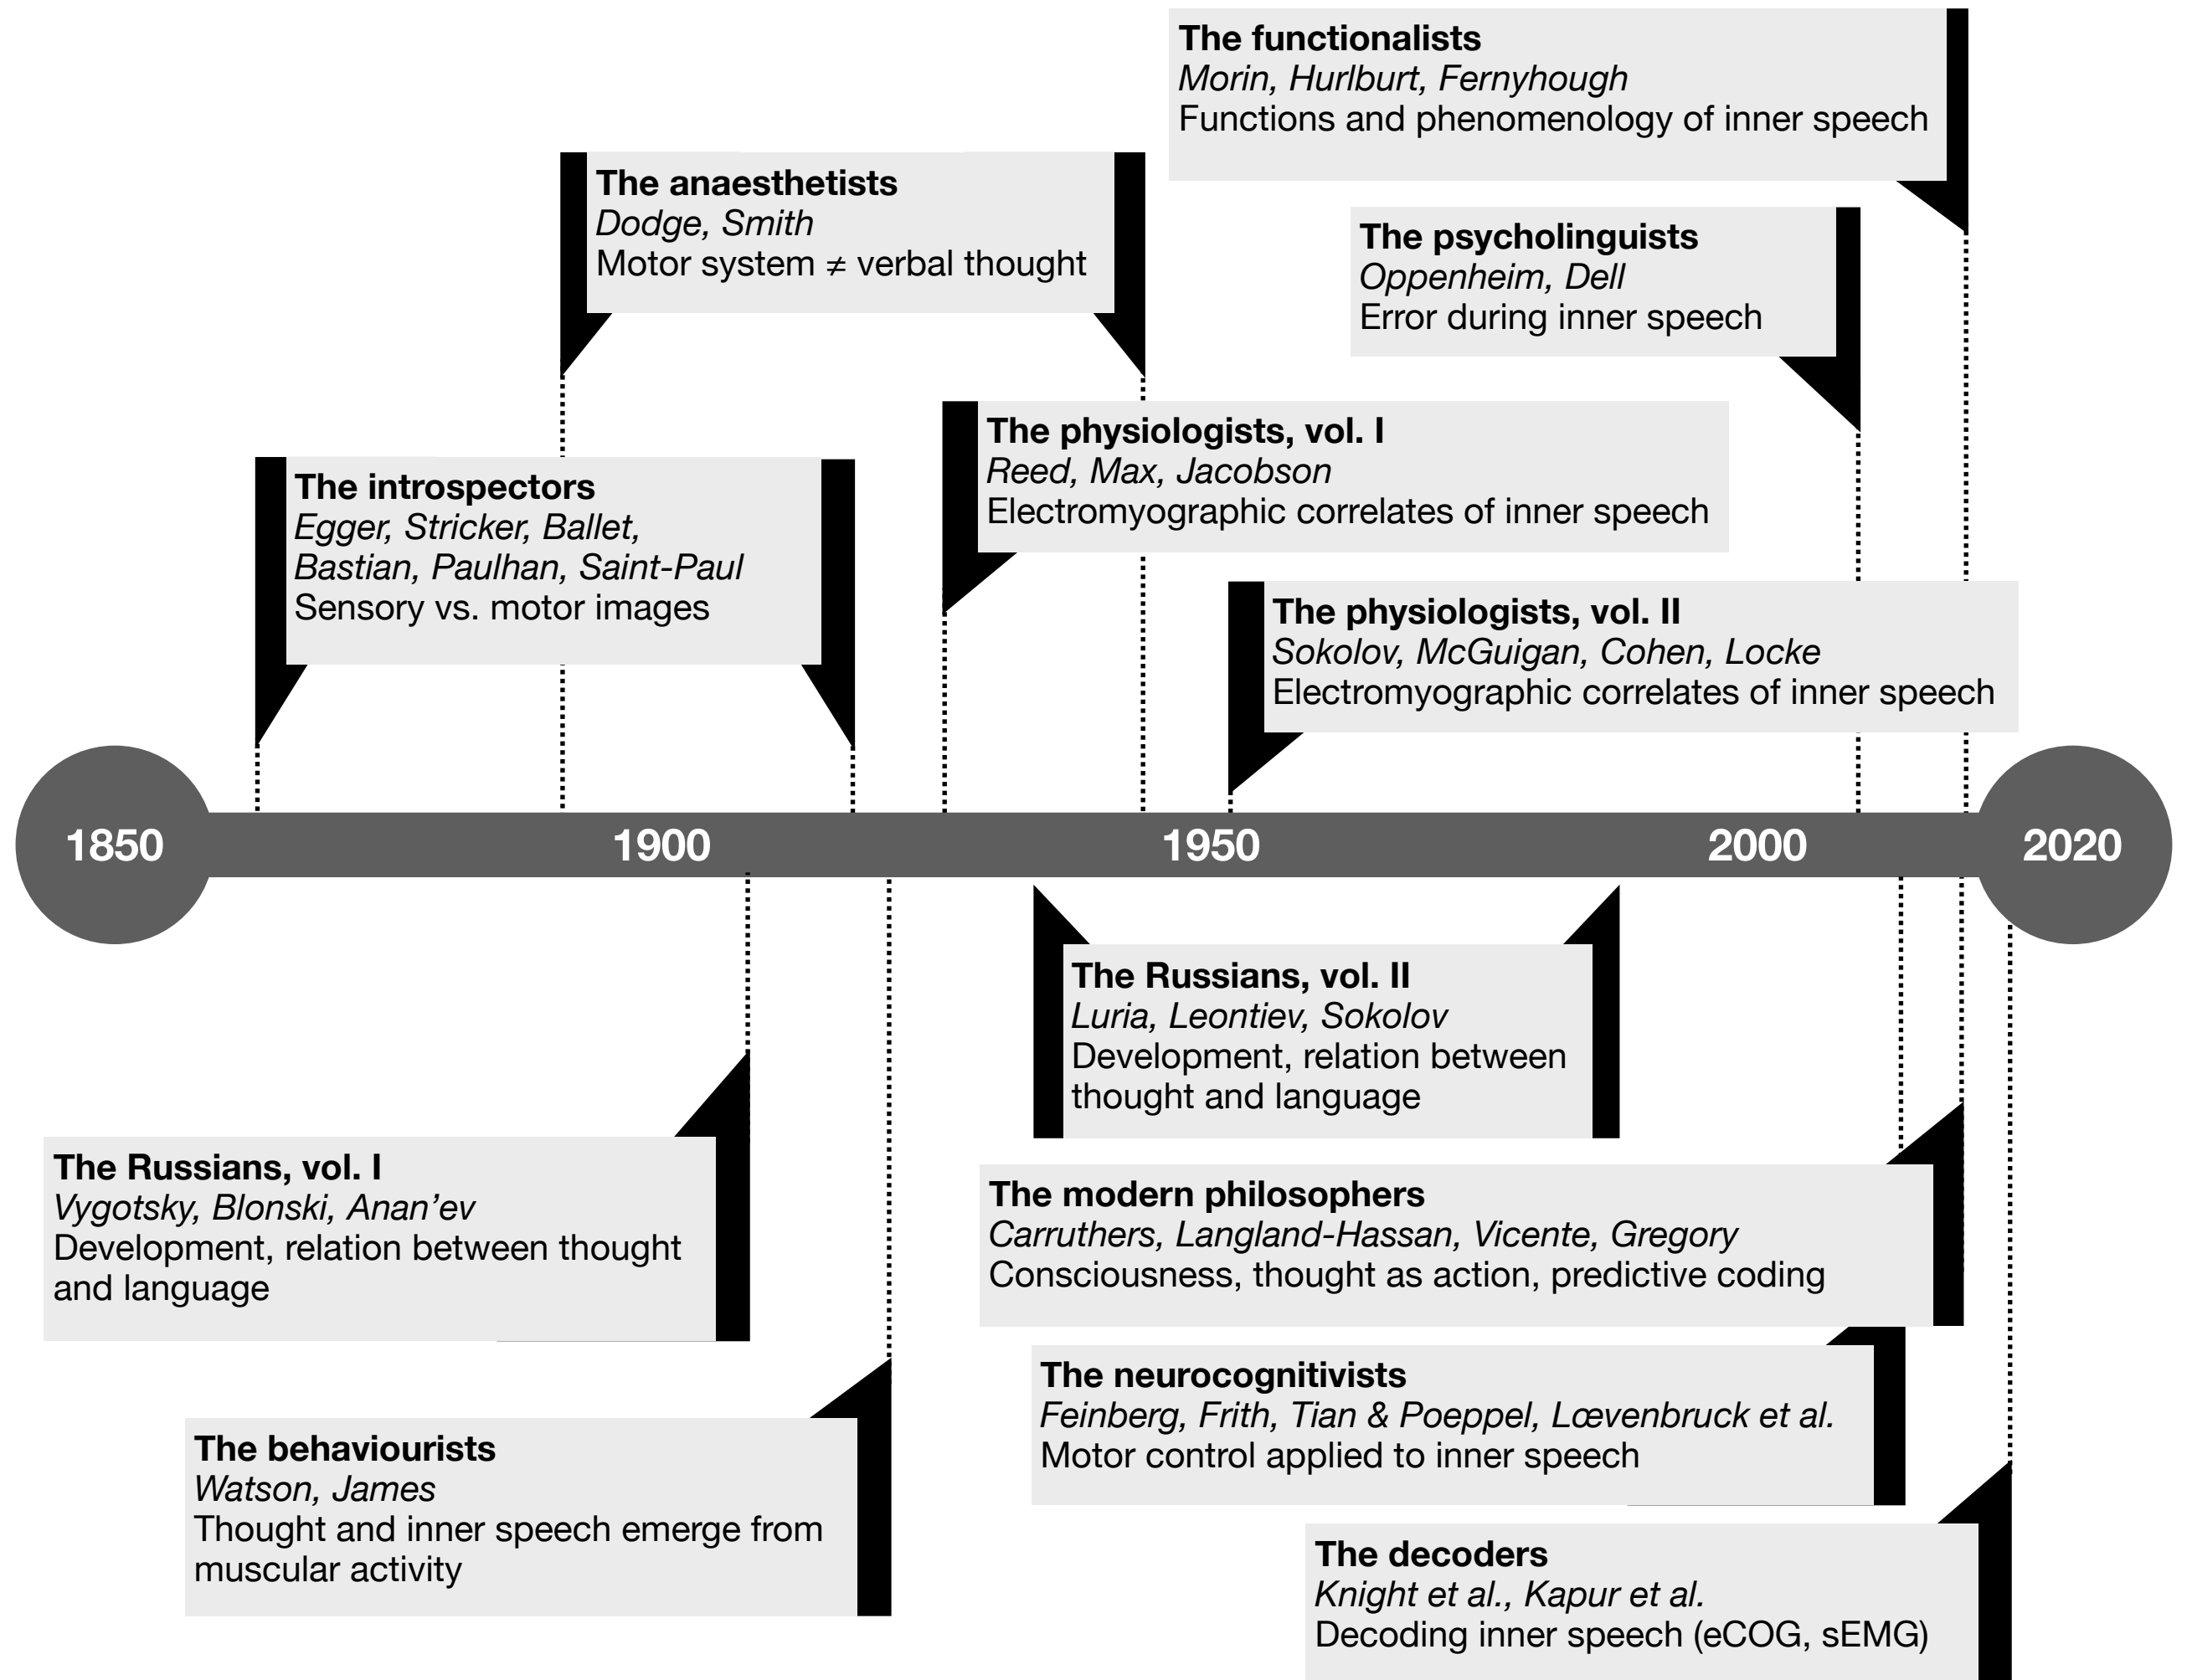 The functionalists
Morin, Hurlburt, Fernyhough
Functions and phenomenology of inner speech
The anaesthetists
Dodge, Smith
Motor system ≠ verbal thought
The psycholinguists
Oppenheim, Dell
Error during inner speech
The physiologists, vol. I
Reed, Max, Jacobson
Electromyographic correlates of inner speech
The introspectors
Egger, Stricker, Ballet,
Bastian, Paulhan, Saint-Paul
Sensory vs. motor images
The physiologists, vol. II
Sokolov, McGuigan, Cohen, Locke
Electromyographic correlates of inner speech
1850 1900 1950 2000 2020
The Russians, vol. II
Luria, Leontiev, Sokolov
Development, relation between
thought and language
The Russians, vol. I
Vygotsky, Blonski, Anan’ev
Development, relation between thought
and language
The modern philosophers
Carruthers, Langland-Hassan, Vicente, Gregory
Consciousness, thought as action, predictive coding
The neurocognitivists
Feinberg, Frith, Tian & Poeppel, Lœvenbruck et al.
Motor control applied to inner speech
The behaviourists
Watson, James
Thought and inner speech emerge from
muscular activity
The decoders
Knight et al., Kapur et al.
Decoding inner speech (eCOG, sEMG)